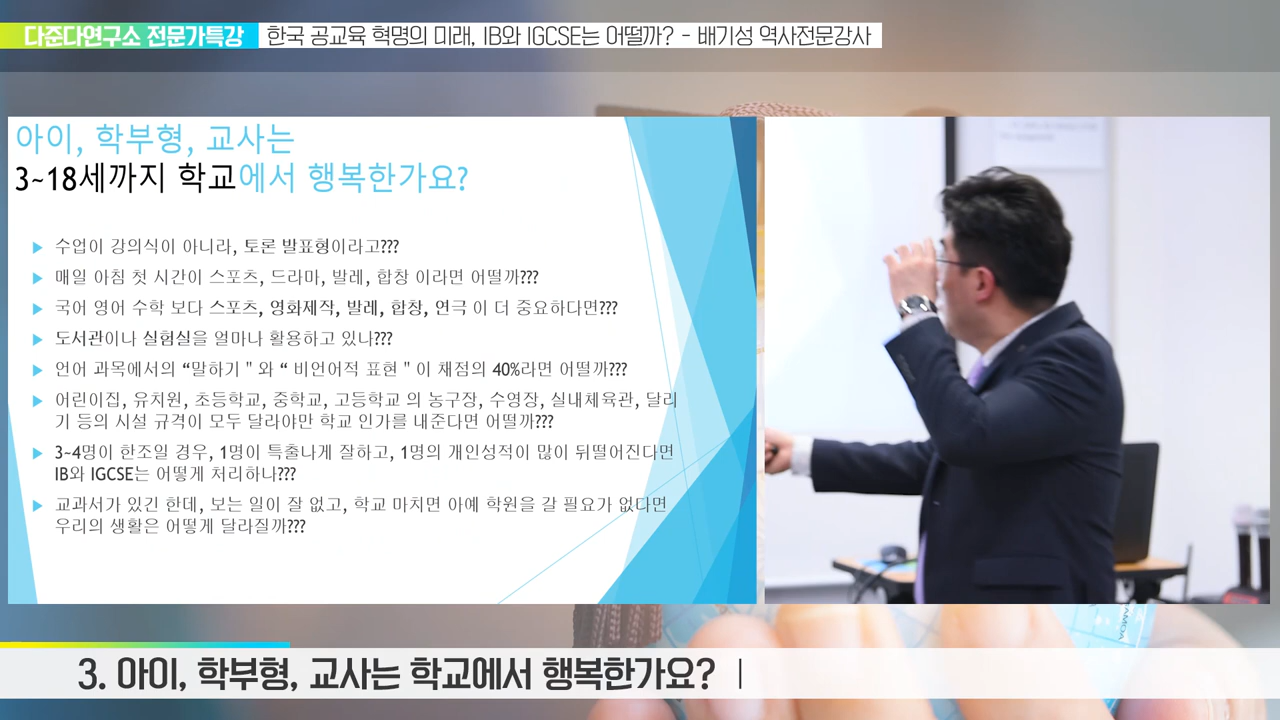 다준다연구소 전문가특강
한국 공교육 혁명의 미래, IB와 IGCSE는 어떨까? - 배기성 역사전문강사
아이, 학부형, 교사는
3~18세까지 학교에서 행복한가요?
수업이 강의식이 아니라, 토론 발표형이라고???
매일 아침 첫 시간이 스포츠, 드라마, 발레, 합창 이라면 어떨까???
국어 영어 수학 보다 스포츠, 영화제작, 발레, 합창, 연극 이 더 중요하다면???
도서관이나 실험실을 얼마나 활용하고 있나???
언어 과목에서의 “말하기 " 와 “ 비언어적 표현 " 이 채점의 40%라면 어떨까???
어린이집, 유치원, 초등학교, 중학교, 고등학교 의 농구장, 수영장, 실내체육관, 달리
기 등의 시설 규격이 모두 달라야만 학교 인가를 내준다면 어떨까???
3~4명이 한조일 경우, 1명이 특출나게 잘하고, 1명의 개인성적이 많이 뒤떨어진다면
IB와 IGCSE는 어떻게 처리하나???
교과서가 있긴 한데, 보는 일이 잘 없고, 학교 마치면 아예 학원을 갈 필요가 없다면
우리의 생활은 어떻게 달라질까???
3. 아이, 학부형, 교사는 학교에서 행복한가요?